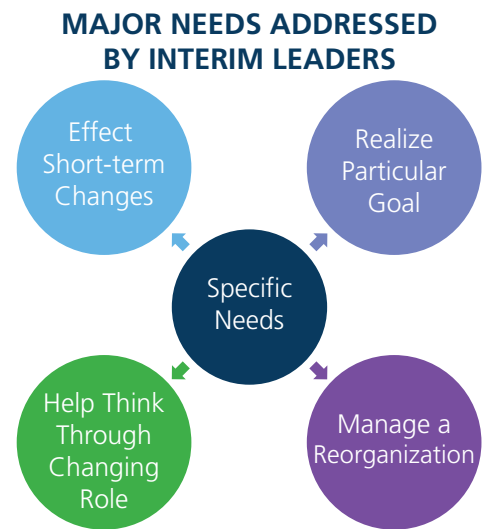 MAJOR NEEDS ADDRESSED
BY INTERIM LEADERS
Effect
Short-term
Changes
Realize
Particular
Goal
Specific
Needs
Help Think
Through
Changing
Role
Manage a
Reorganization